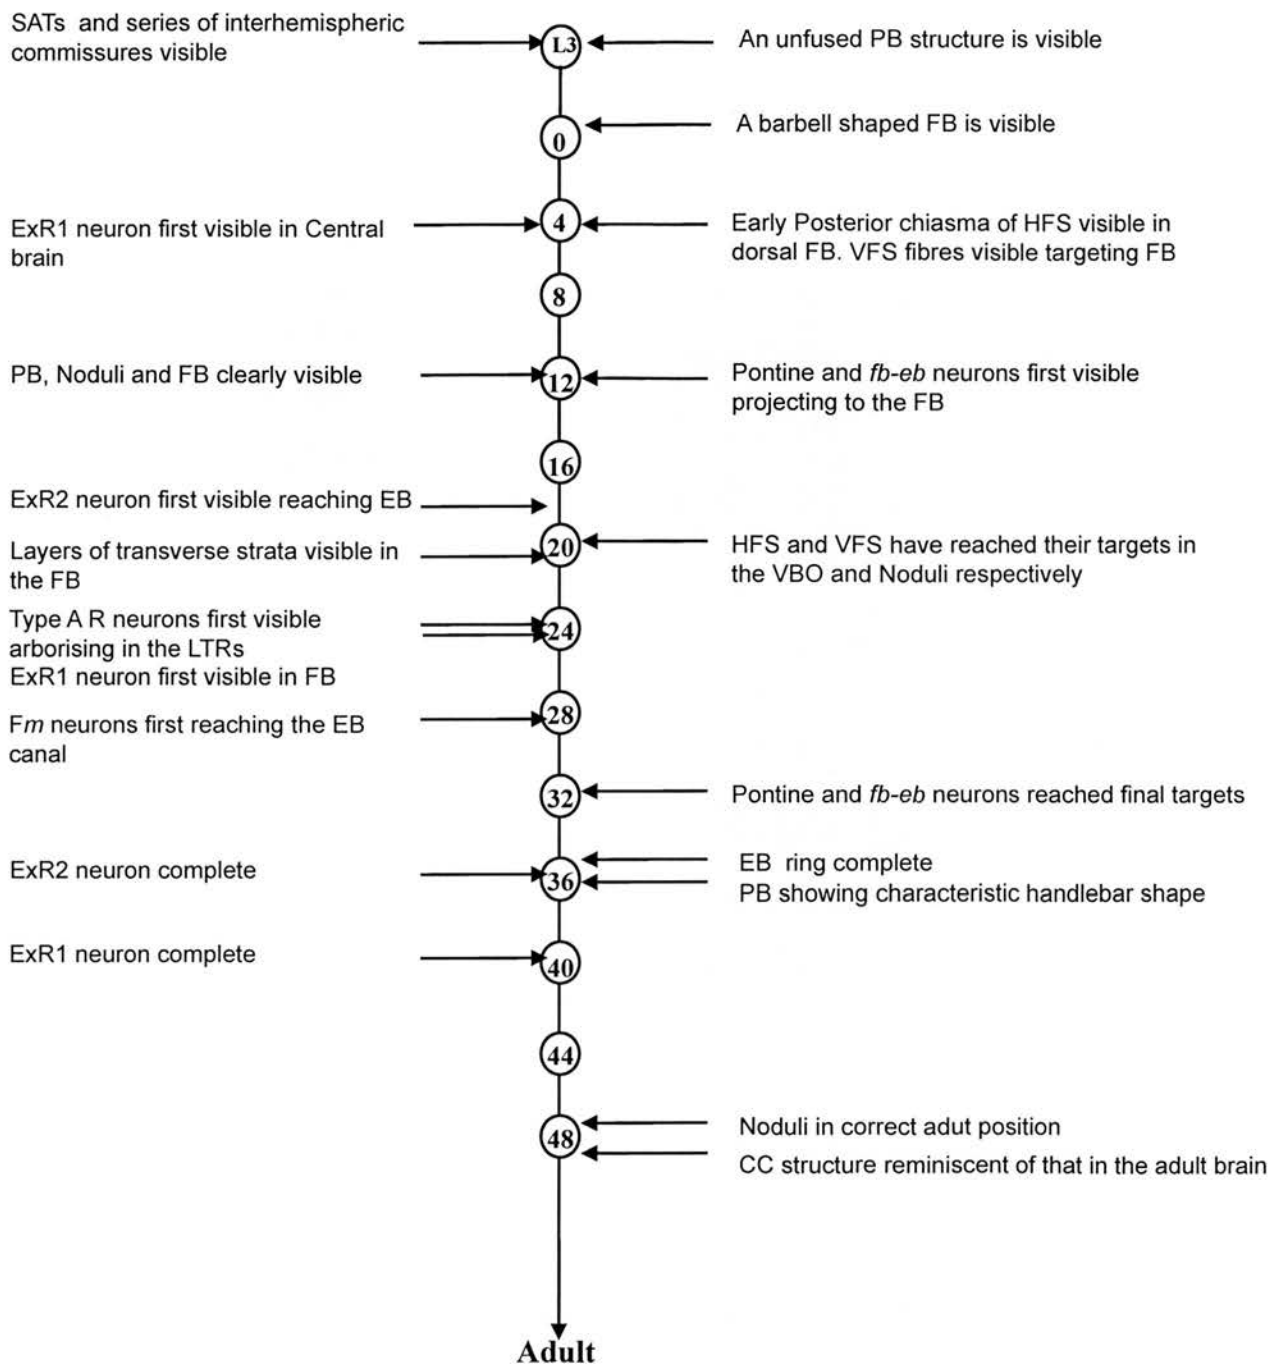 SATs and series of interhemispheric
commissures visible
L3
An unfused PB structure is visible
A barbell shaped FB is visible
0
ExR1 neuron first visible in Central
brain
4
Early Posterior chiasma of HFS visible in
dorsal FB. VFS fibres visible targeting FB
8
PB, Noduli and FB clearly visible
12
Pontine and fb-eb neurons first visible
projecting to the FB
16
ExR2 neuron first visible reaching EB
Layers of transverse strata visible in
the FB
20
HFS and VFS have reached their targets in
the VBO and Noduli respectively
Type A R neurons first visible
arborising in the LTRs
ExR1 neuron first visible in FB
24
Fm neurons first reaching the EB
canal
28
32
Pontine and fb-eb neurons reached final targets
ExR2 neuron complete
36
EB ring complete
PB showing characteristic handlebar shape
ExR1 neuron complete
40
44
48
Noduli in correct adut position
CC structure reminiscent of that in the adult brain
Adult